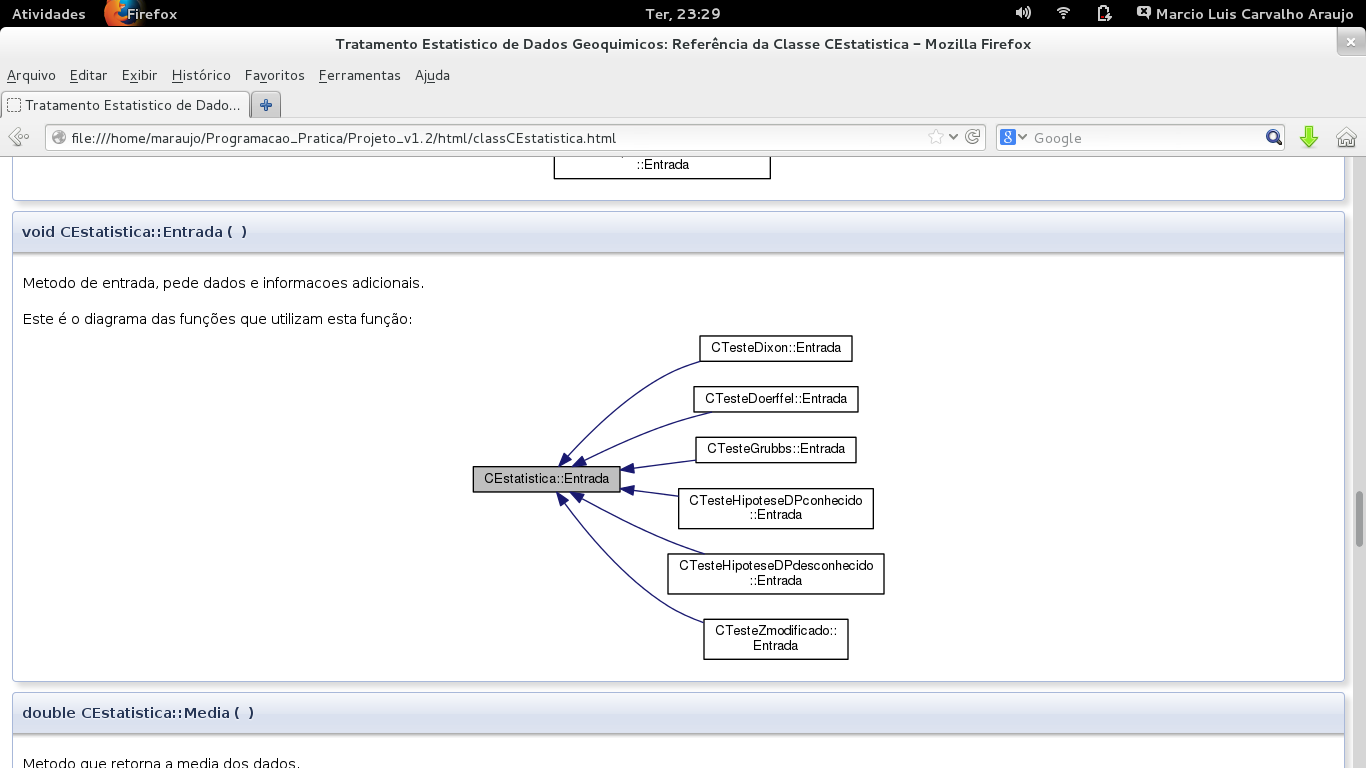 Atividades
Firefox
Ter, 23:29
Marcio Luis Carvalho Araujo
Tratamento Estatistico de Dados Geoquimicos: Referência da Classe CEstatistica - Mozilla Firefox
Arquivo Editar Exibir Histórico Favoritos Ferramentas Ajuda
Tratamento Estatistico de Dado...
file:///home/maraujo/Programacao_Pratica/Projeto_v1.2/html/classCEstatistica.html
Google
::Entrada
void CEstatistica::Entrada ( )
Metodo de entrada, pede dados e informacoes adicionais.
Este é o diagrama das funções que utilizam esta função:
CTesteDixon::Entrada
CTesteDoerffel::Entrada
CTesteGrubbs::Entrada
CEstatistica::Entrada
CTesteHipoteseDPconhecido
::Entrada
CTesteHipoteseDPdesconhecido
::Entrada
CTesteZmodificado::
Entrada
double CEstatistica::Media ( )
Metodo que retorna a media dos dados.